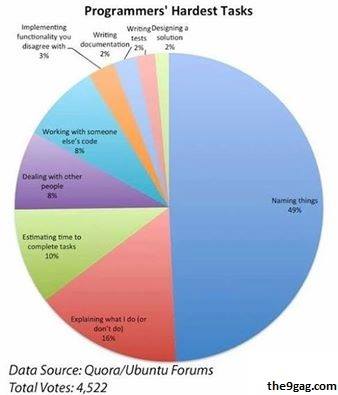 Programmers' Hardest Tasks
Implementing
functionality you
disagree with
3%
Writing
documentation
2%
Writing
tests
2%
Designing a
solution
2%
Working with someone
else's code
8%
Dealing with other
people
8%
Naming things
49%
Estimating time to
complete tasks
10%
Explaining what I do (or
don't do)
16%
Data Source: Quora/Ubuntu Forums
Total Votes: 4,522
the9gag.com